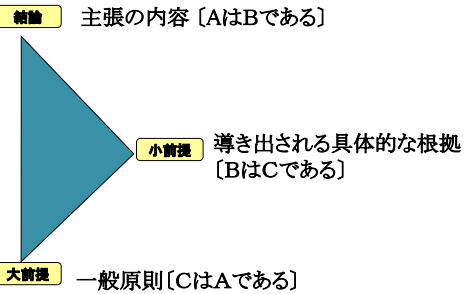 結論
主張の内容〔AはBである〕
小前提
導き出される具体的な根拠
〔BはCである〕
大前提
一般原則〔CはAである〕